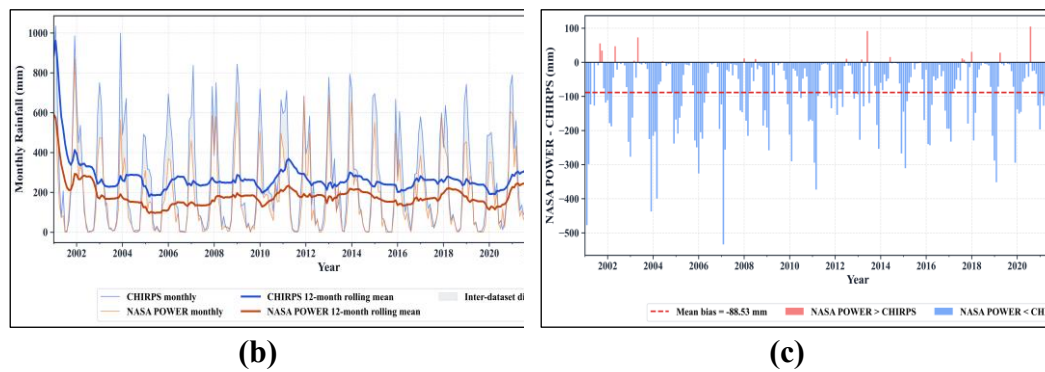 1000
800
600
400
200
0
Monthly Rainfall (mm)
2002 2004 2006 2008 2010 2012 2014 2016 2018 2020
Year
CHIRPS monthly
NASA POWER monthly
CHIRPS 12-month rolling mean
NASA POWER 12-month rolling mean
Inter-dataset di
(b)
100
0
−100
−200
−300
−400
−500
NASA POWER - CHIRPS (mm)
2002 2004 2006 2008 2010 2012 2014 2016 2018 2020
Year
Mean bias = -88.53 mm
NASA POWER > CHIRPS
NASA POWER < CH
(c)